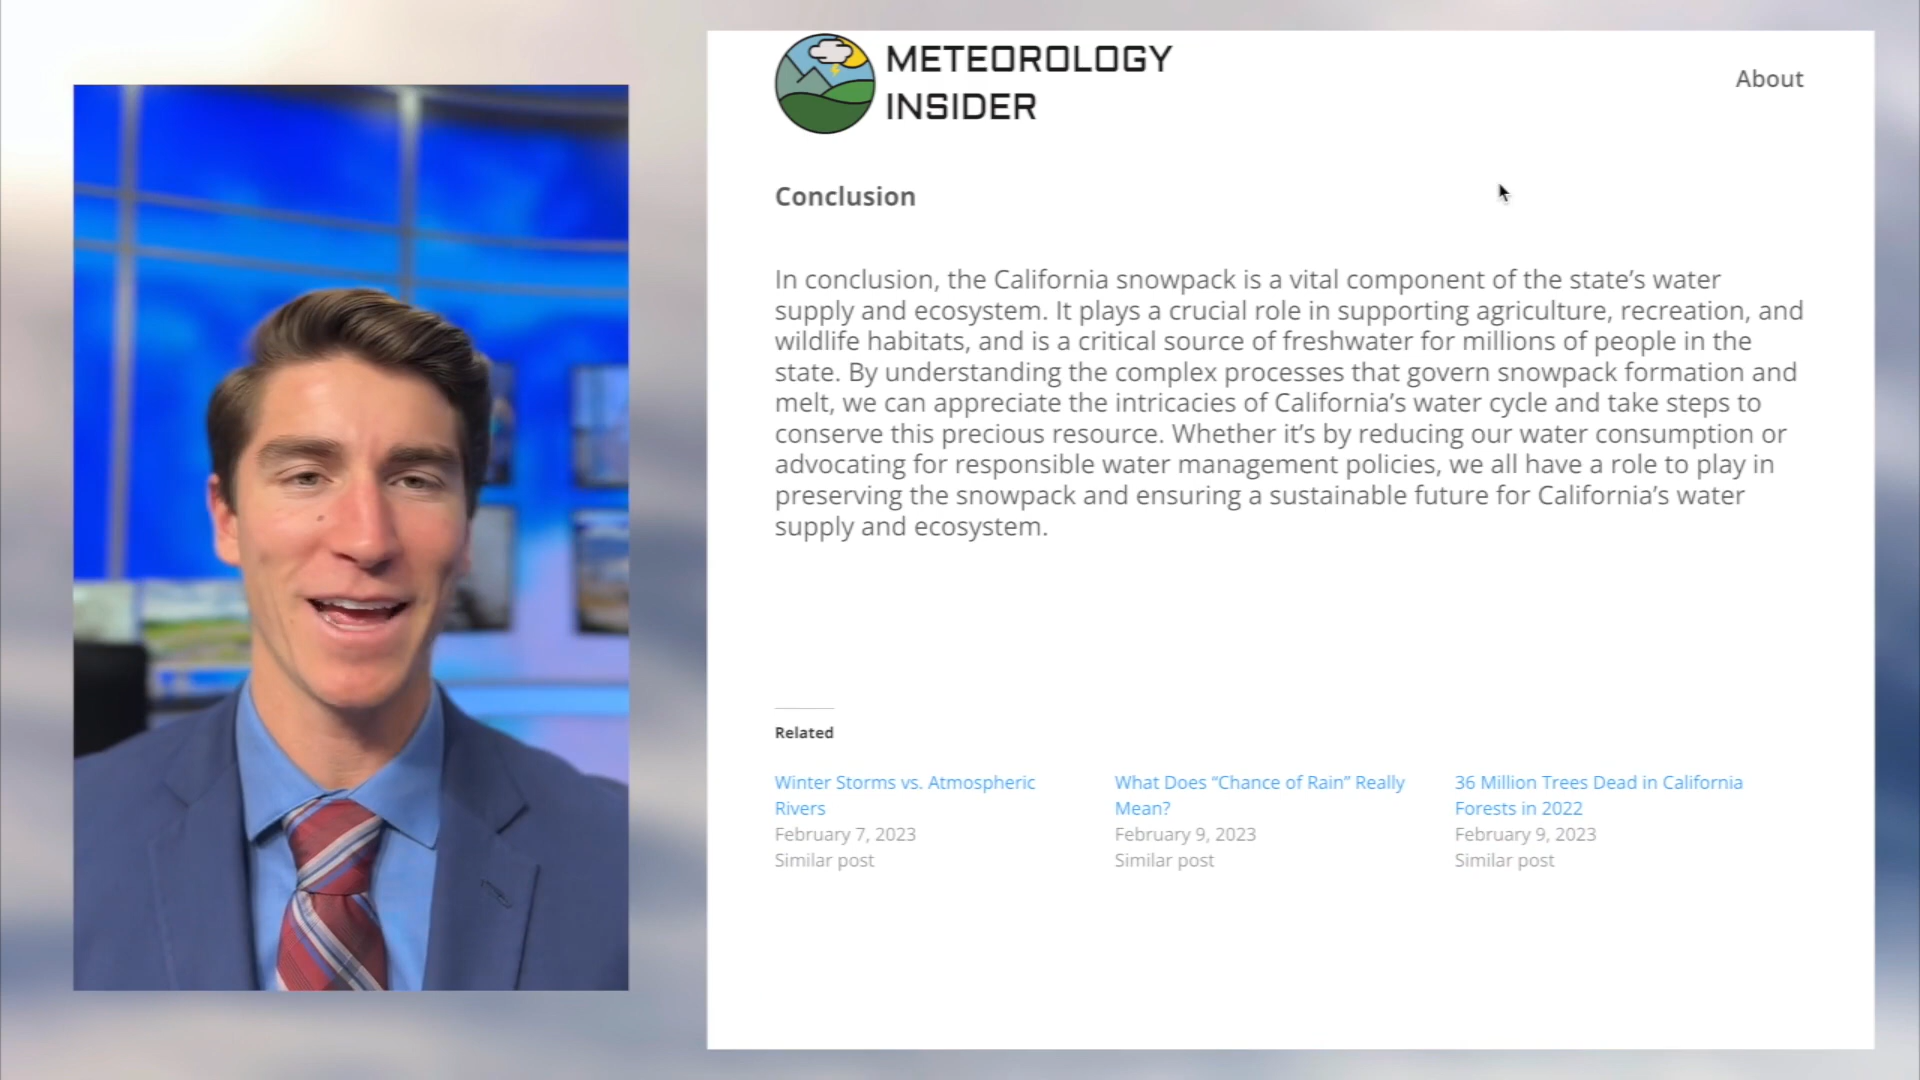 METEOROLOGY
INSIDER
About
Conclusion
In conclusion, the California snowpack is a vital component of the state’s water
supply and ecosystem. It plays a crucial role in supporting agriculture, recreation, and
wildlife habitats, and is a critical source of freshwater for millions of people in the
state. By understanding the complex processes that govern snowpack formation and
melt, we can appreciate the intricacies of California’s water cycle and take steps to
conserve this precious resource. Whether it’s by reducing our water consumption or
advocating for responsible water management policies, we all have a role to play in
preserving the snowpack and ensuring a sustainable future for California’s water
supply and ecosystem.
Related
Winter Storms vs. Atmospheric
Rivers
February 7, 2023
Similar post
What Does “Chance of Rain” Really
Mean?
February 9, 2023
Similar post
36 Million Trees Dead in California
Forests in 2022
February 9, 2023
Similar post